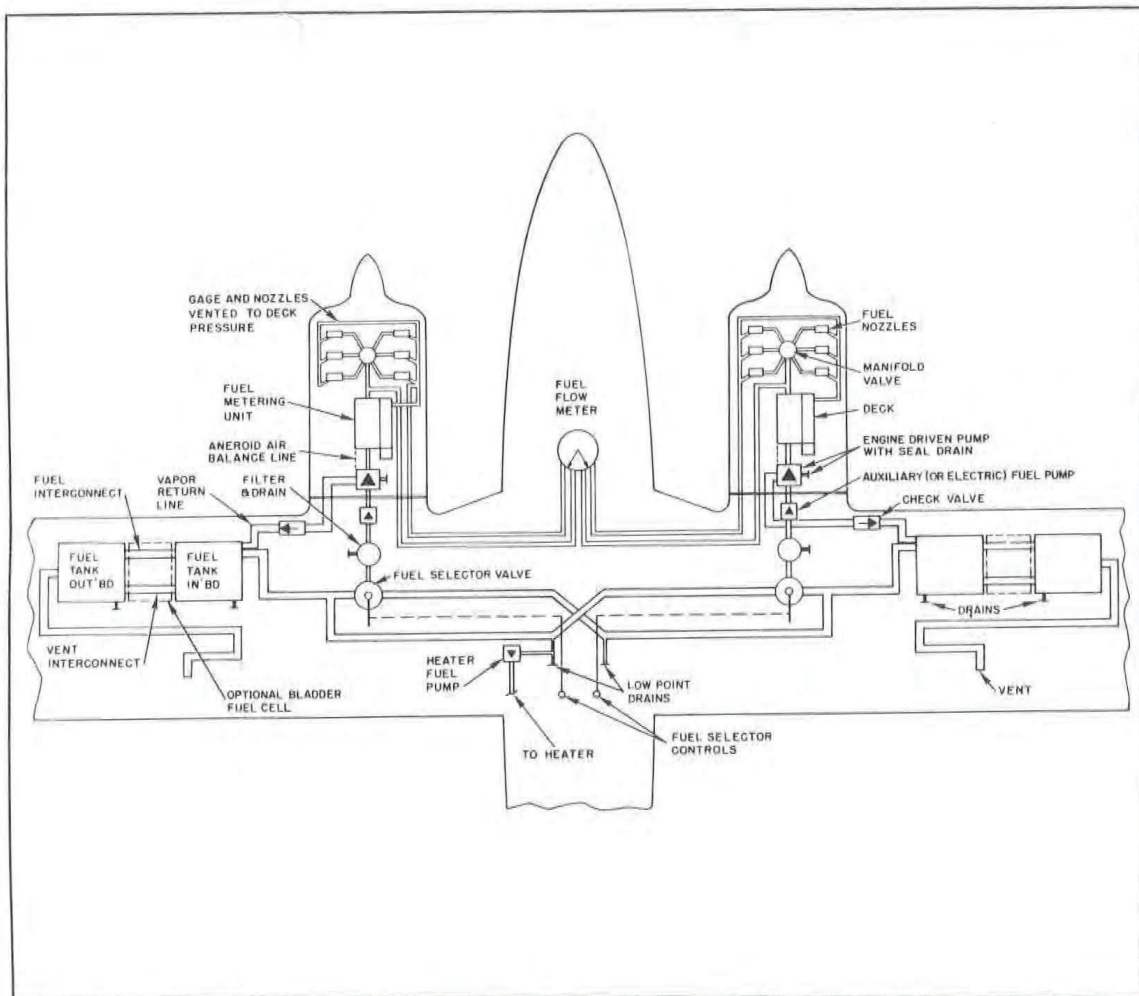 GAGE AND NOZZLES
VENTED TO DECK
PRESSURE
FUEL
NOZZLES
MANIFOLD
VALVE
FUEL
METERING
UNIT
FUEL
FLOW
METER
DECK
ANEROID AIR
BALANCE LINE
ENGINE DRIVEN PUMP
WITH SEAL DRAIN
FUEL
INTERCONNECT
VAPOR
RETURN
LINE
FILTER
& DRAIN
AUXILIARY (OR ELECTRIC) FUEL PUMP
CHECK VALVE
FUEL
TANK
OUT'BD
FUEL
TANK
IN'BD
FUEL SELECTOR VALVE
DRAINS
VENT
INTERCONNECT
OPTIONAL BLADDER
FUEL CELL
HEATER
FUEL
PUMP
LOW POINT
DRAINS
VENT
TO HEATER
FUEL SELECTOR
CONTROLS